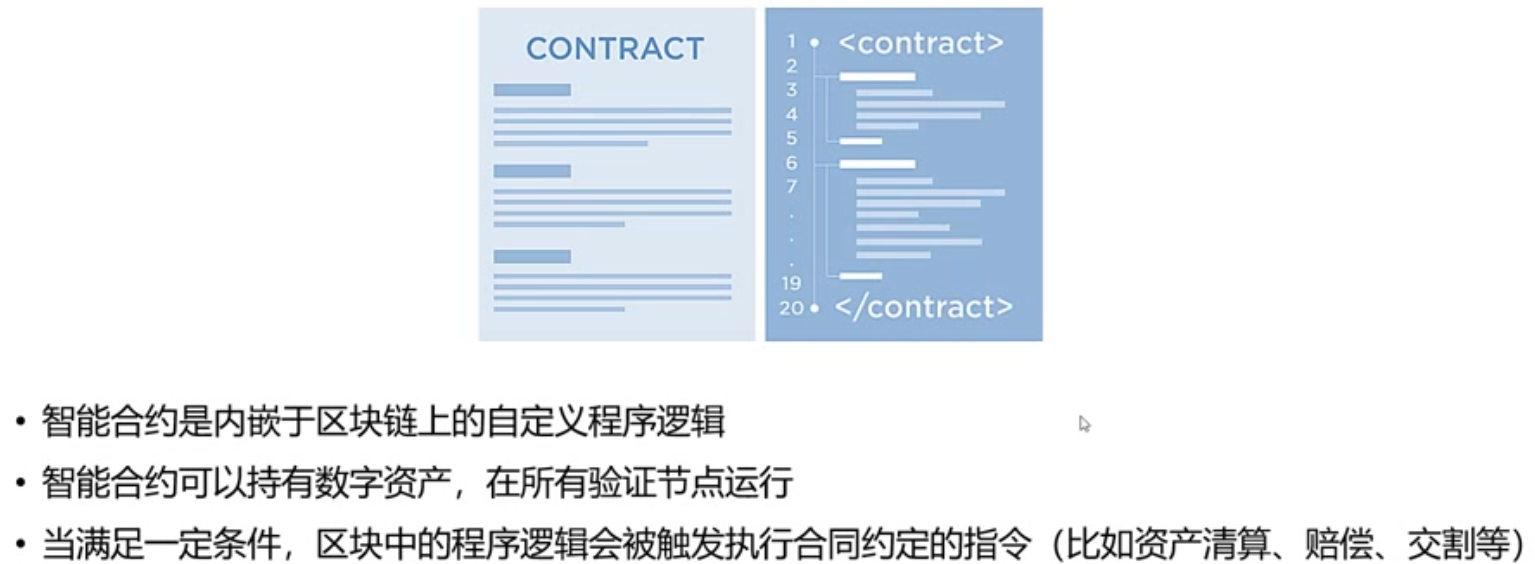 CONTRACT
1
<contract>
2
3
4
5
6
7
.
.
.
19
20
</contract>
• 智能合约是内嵌于区块链上的自定义程序逻辑
• 智能合约可以持有数字资产，在所有验证节点运行
• 当满足一定条件，区块中的程序逻辑会被触发执行合同约定的指令（比如资产清算、赔偿、交割等）